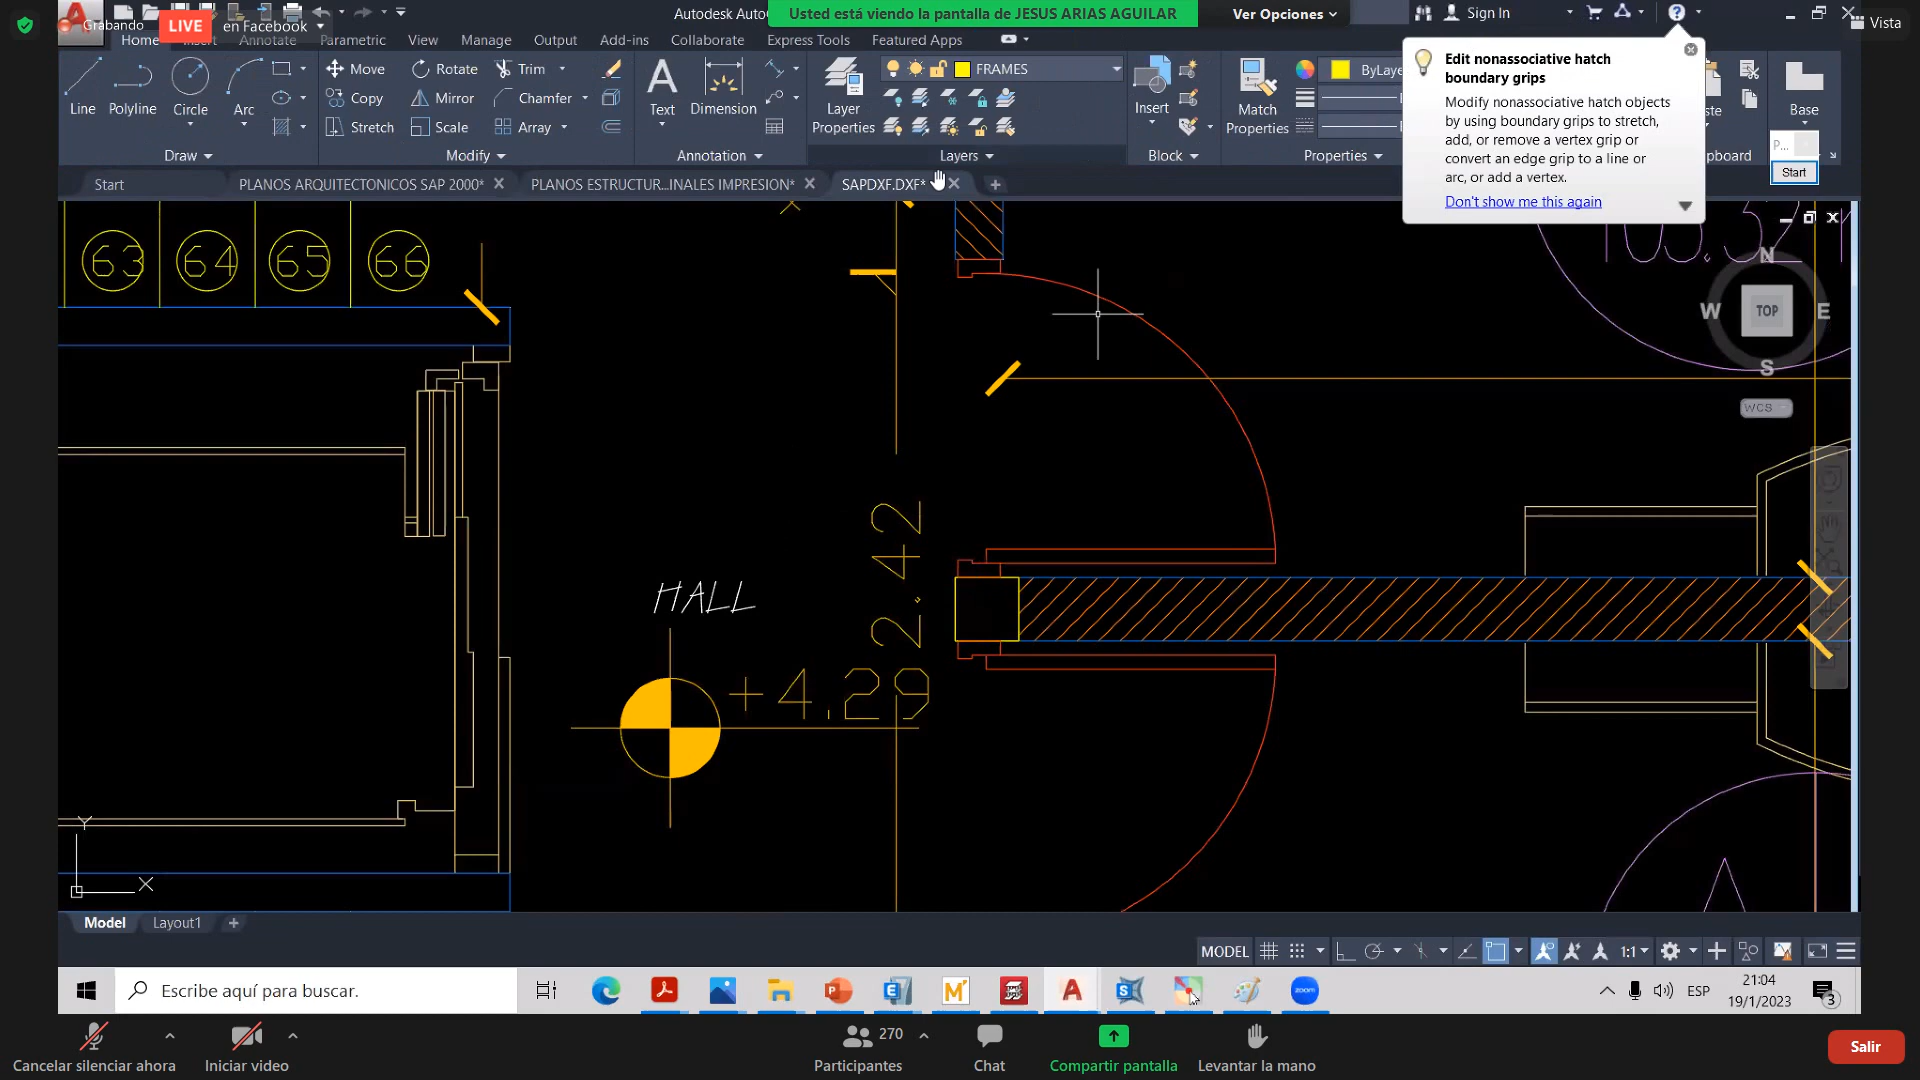 Grabando
LIVE
en Facebook
Autodesk Auto
Usted está viendo la pantalla de JESUS ARIAS AGUILAR
Ver Opciones
Sign In
Vista
Home
Insert
Annotate
Parametric
View
Manage
Output
Add-ins
Collaborate
Express Tools
Featured Apps
Line
Polyline
Circle
Arc
Draw
Move
Copy
Stretch
Rotate
Mirror
Scale
Trim
Chamfer
Array
Modify
Text
Dimension
Annotation
Layer
Properties
FRAMES
Layers
Insert
Block
Match
Properties
ByLaye
Properties
Edit nonassociative hatch
boundary grips
Modify nonassociative hatch objects
by using boundary grips to stretch,
add, or remove a vertex grip or
convert an edge grip to a line or
arc, or add a vertex.
Don't show me this again
ste
pboard
Base
P...
Start
Start
PLANOS ARQUITECTONICOS SAP 2000*
PLANOS ESTRUCTUR...INALES IMPRESION*
SAPDXF.DXF*
63
64
65
66
N
W
TOP
E
S
WCS
2.42
HALL
+4.29
Y
X
Model
Layout1
MODEL
1:1
Escribe aquí para buscar.
ESP
21:04
19/1/2023
3
Cancelar silenciar ahora
Iniciar video
270
Participantes
Chat
Compartir pantalla
Levantar la mano
Salir